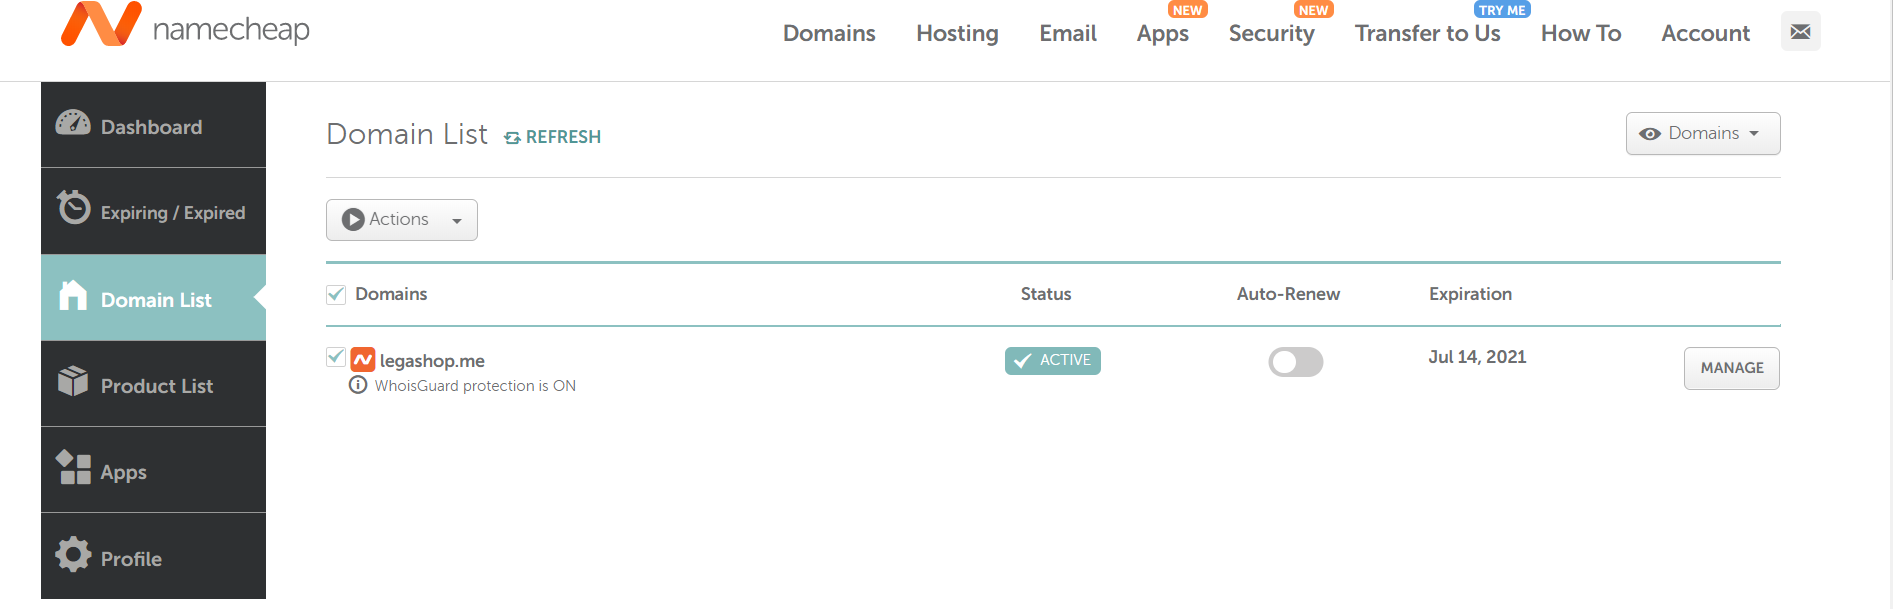 namecheap
NEW NEW TRY ME
Domains Hosting Email Apps Security Transfer to Us How To Account
Dashboard
Expiring / Expired
Domain List
Product List
Apps
Profile
Domain List REFRESH
Domains
Actions
Domains Status Auto-Renew Expiration
legashop.me ACTIVE Jul 14, 2021 MANAGE
WhoisGuard protection is ON